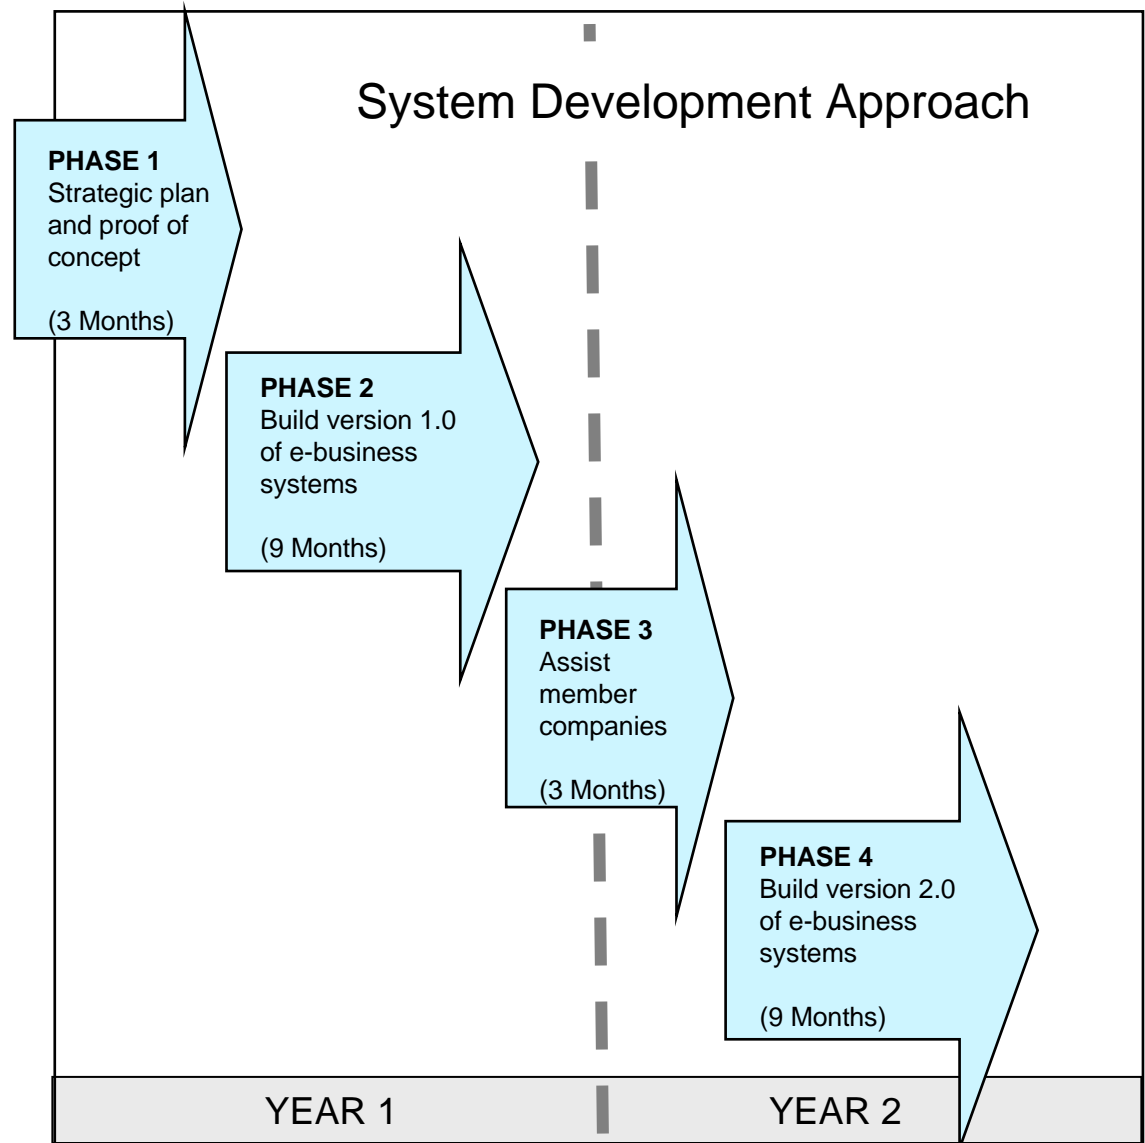 System Development Approach
PHASE 1
Strategic plan
and proof of
concept
(3 Months)
PHASE 2
Build version 1.0
of e-business
systems
(9 Months)
PHASE 3
Assist
member
companies
(3 Months)
PHASE 4
Build version 2.0
of e-business
systems
(9 Months)
YEAR 1
YEAR 2